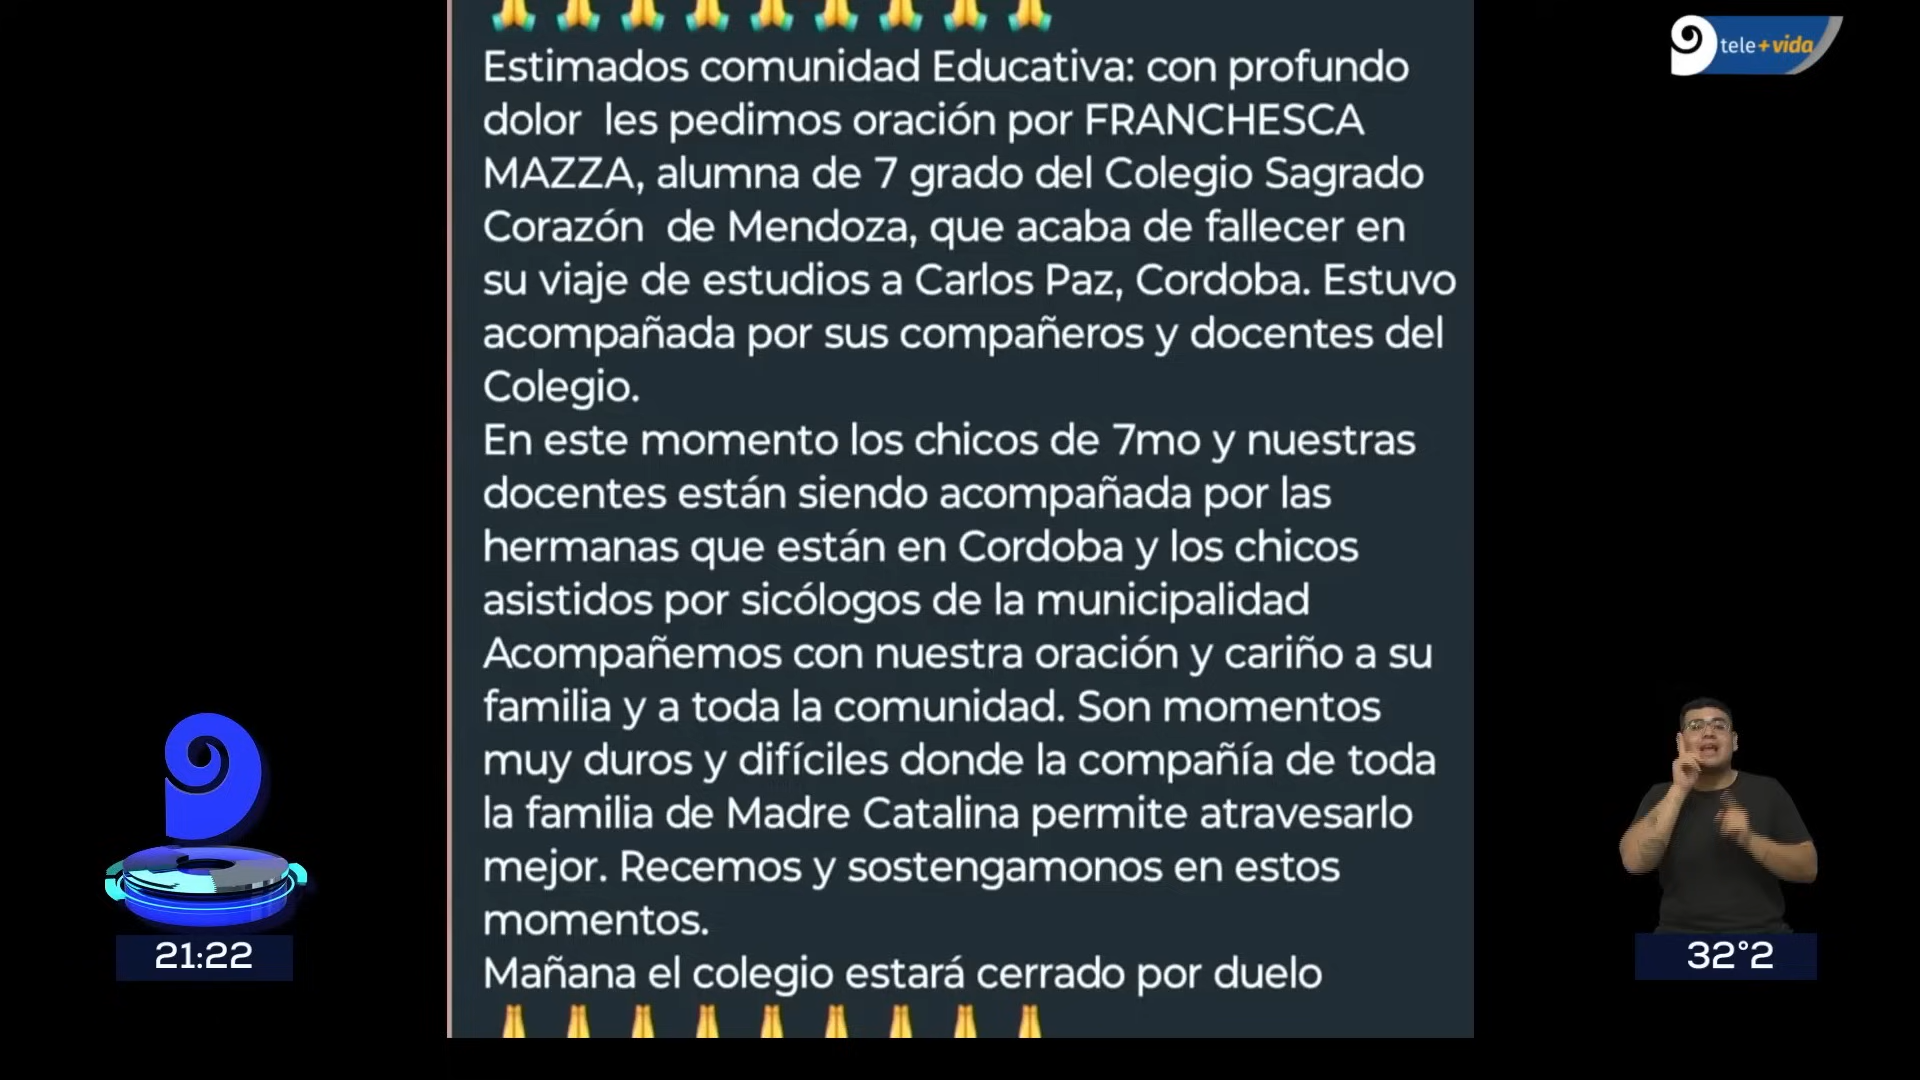 tele+vida
Estimados comunidad Educativa: con profundo
dolor les pedimos oración por FRANCHESCA
MAZZA, alumna de 7 grado del Colegio Sagrado
Corazón de Mendoza, que acaba de fallecer en
su viaje de estudios a Carlos Paz, Cordoba. Estuvo
acompañada por sus compañeros y docentes del
Colegio.
En este momento los chicos de 7mo y nuestras
docentes están siendo acompañada por las
hermanas que están en Cordoba y los chicos
asistidos por sicólogos de la municipalidad
Acompañemos con nuestra oración y cariño a su
familia y a toda la comunidad. Son momentos
muy duros y difíciles donde la compañía de toda
la familia de Madre Catalina permite atravesarlo
mejor. Recemos y sostengamonos en estos
momentos.
Mañana el colegio estará cerrado por duelo
21:22
32°2